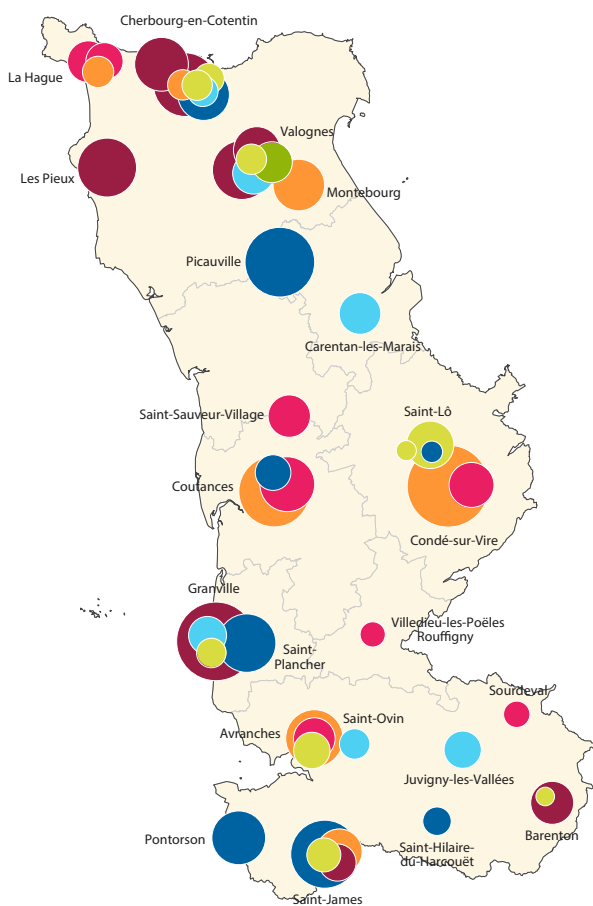 Cherbourg-en-Cotentin
La Hague
Valognes
Les Pieux
Montebourg
Picauville
Carentan-les-Marais
Saint-Sauveur-Village
Saint-Lô
Coutances
Condé-sur-Vire
Granville
Villedieu-les-Poëles
Rouffigny
Saint-
Plancher
Sourdeval
Saint-Ovin
Avranches
Juvigny-les-Vallées
Pontorson
Barenton
Saint-Hilaire-
du-Harcouët
Saint-James